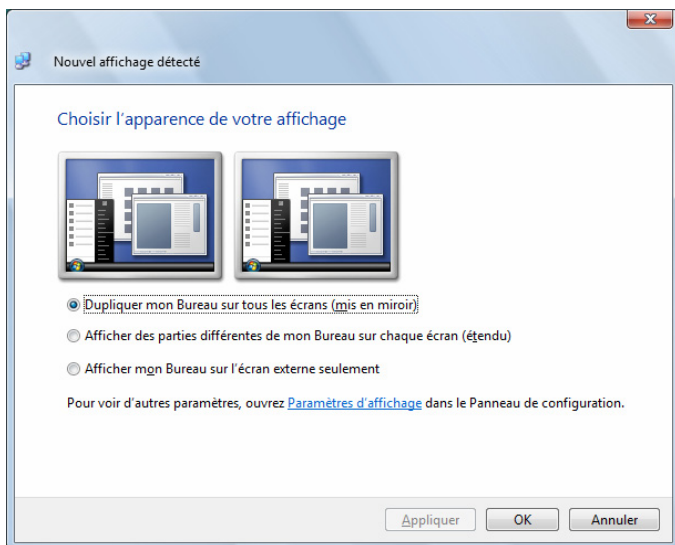 Nouvel affichage détecté
Choisir l'apparence de votre affichage
Dupliquer mon Bureau sur tous les écrans (mis en miroir)
Afficher des parties différentes de mon Bureau sur chaque écran (étendu)
Afficher mon Bureau sur l'écran externe seulement
Pour voir d'autres paramètres, ouvrez Paramètres d'affichage dans le Panneau de configuration.
Appliquer OK Annuler